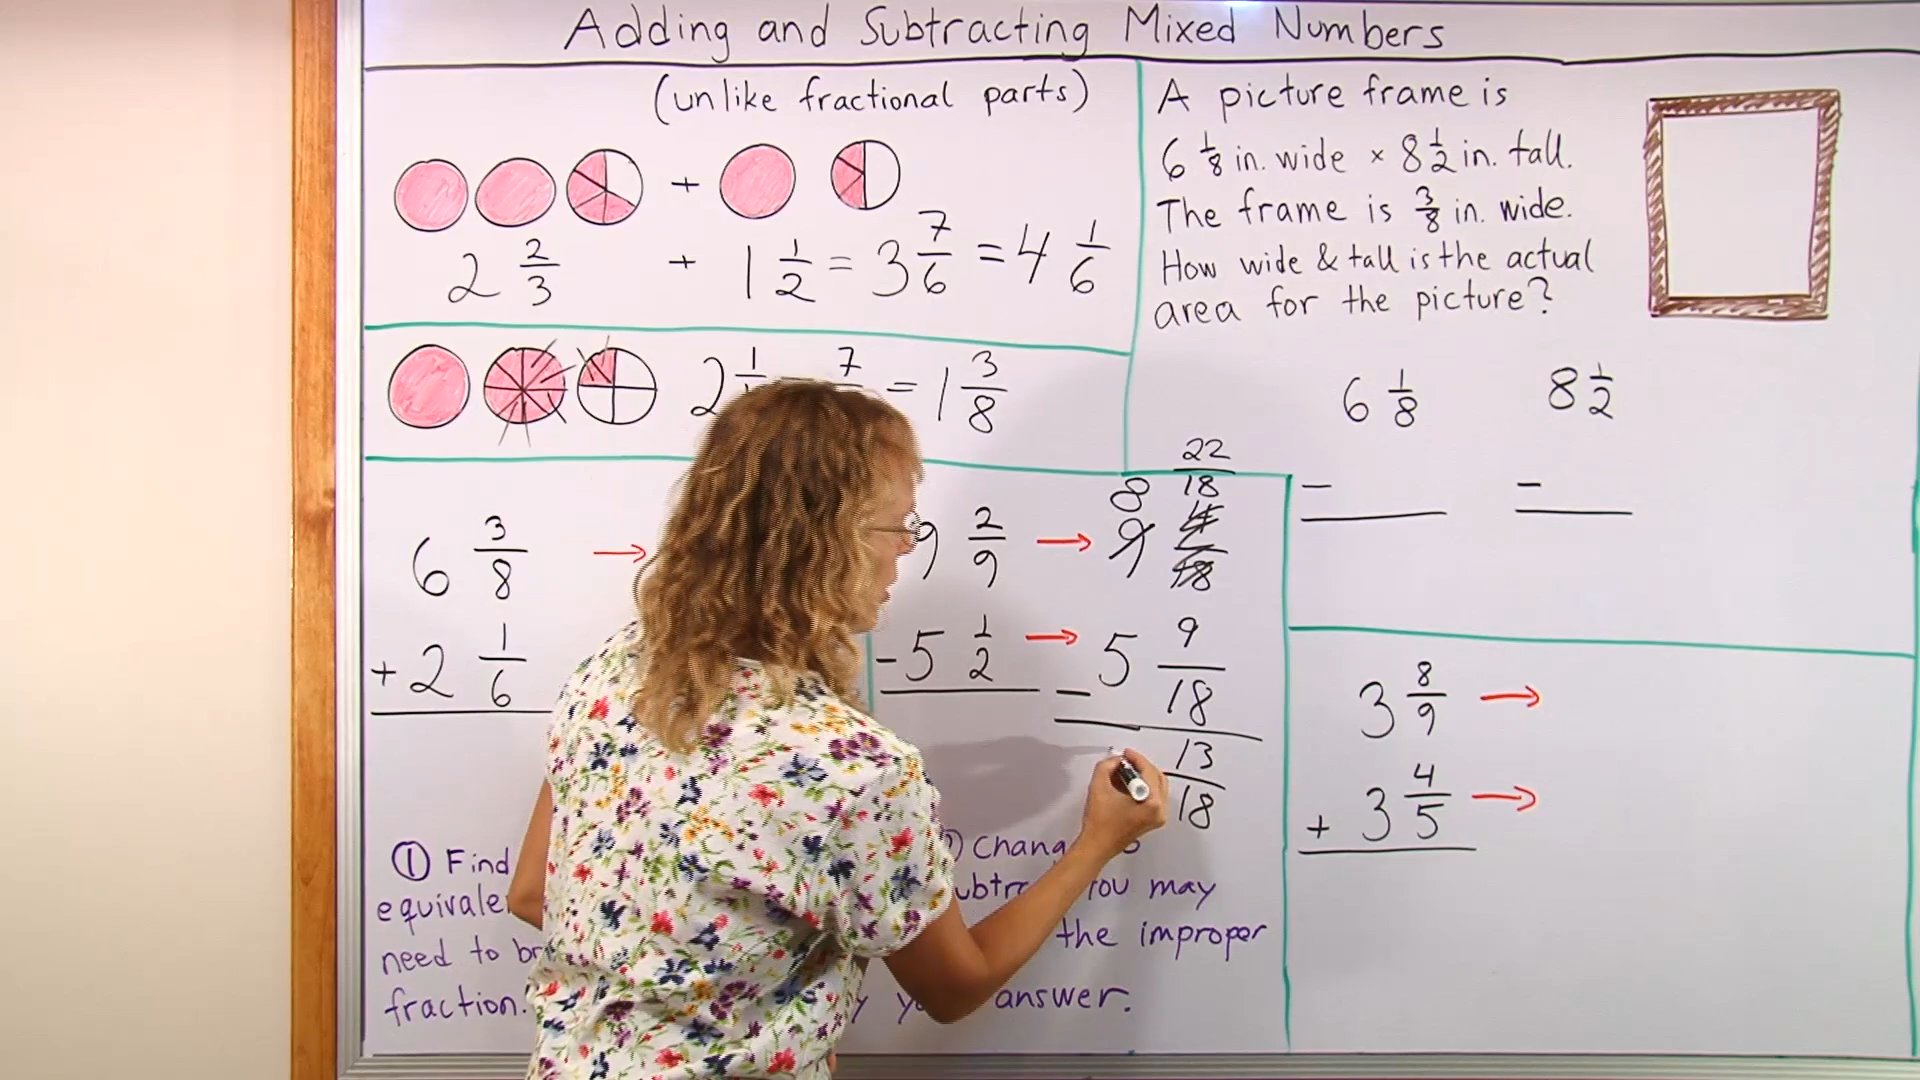 Adding and Subtracting Mixed Numbers
(unlike fractional parts)
+
2 2/3 + 1 1/2 = 3 7/6 = 4 1/6
2 1/ - 7/ = 1 3/8
6 3/8 →
+ 2 1/6
① Find
equivale
need to br
fraction.
9 2/9 → 8 22/18
9 4/18
- 5 1/2 → - 5 9/18
13/18
Chang
ubtr You may
the improper
y y answer.
A picture frame is
6 1/8 in. wide × 8 1/2 in. tall.
The frame is 3/8 in. wide.
How wide & tall is the actual
area for the picture?
6 1/8 8 1/2
- -
3 8/9 →
+ 3 4/5 →